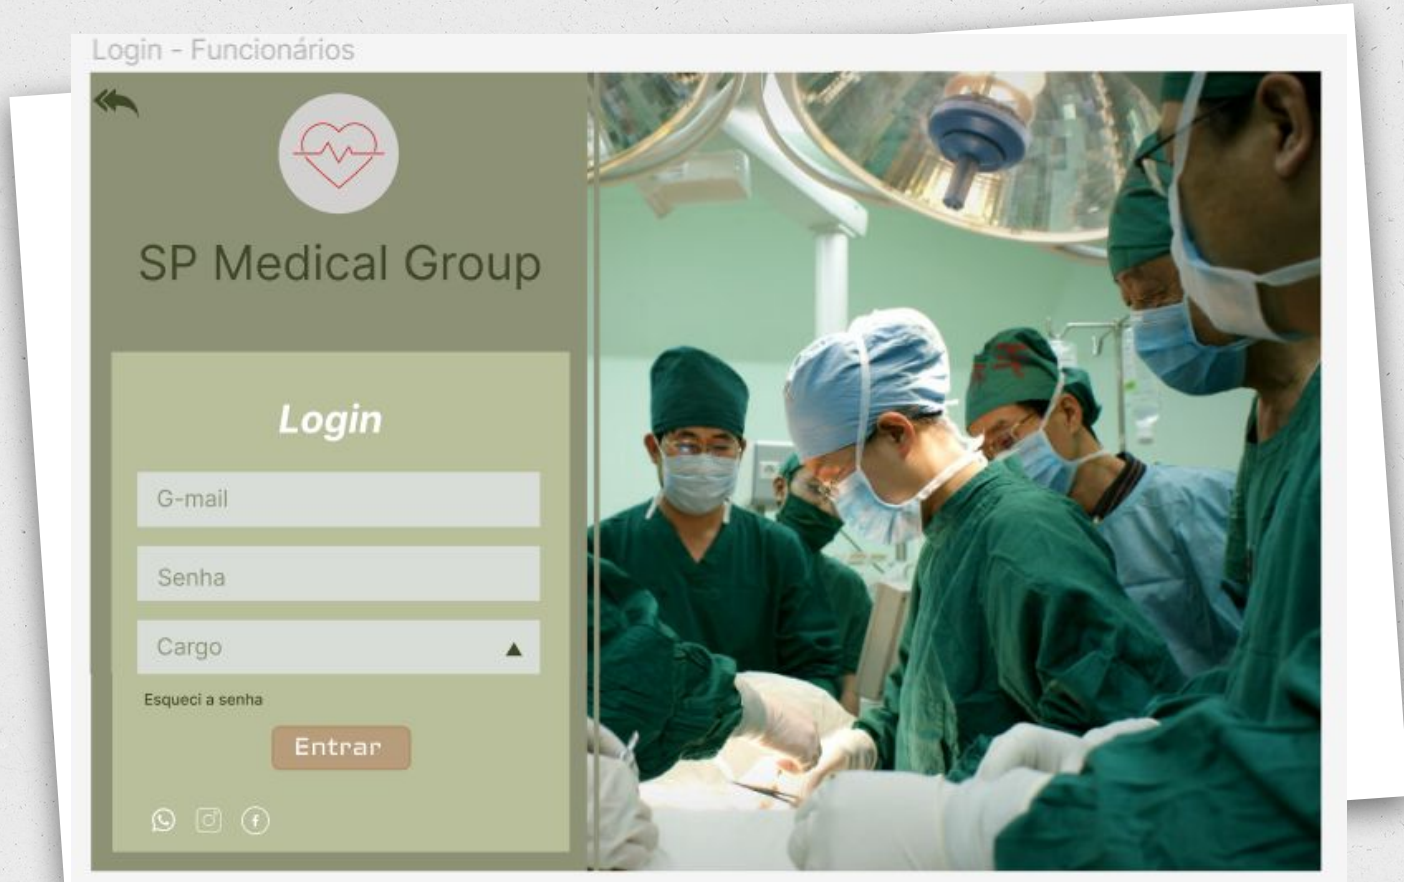 Login - Funcionários
SP Medical Group
Login
G-mail
Senha
Cargo
Esqueci a senha
Entrar